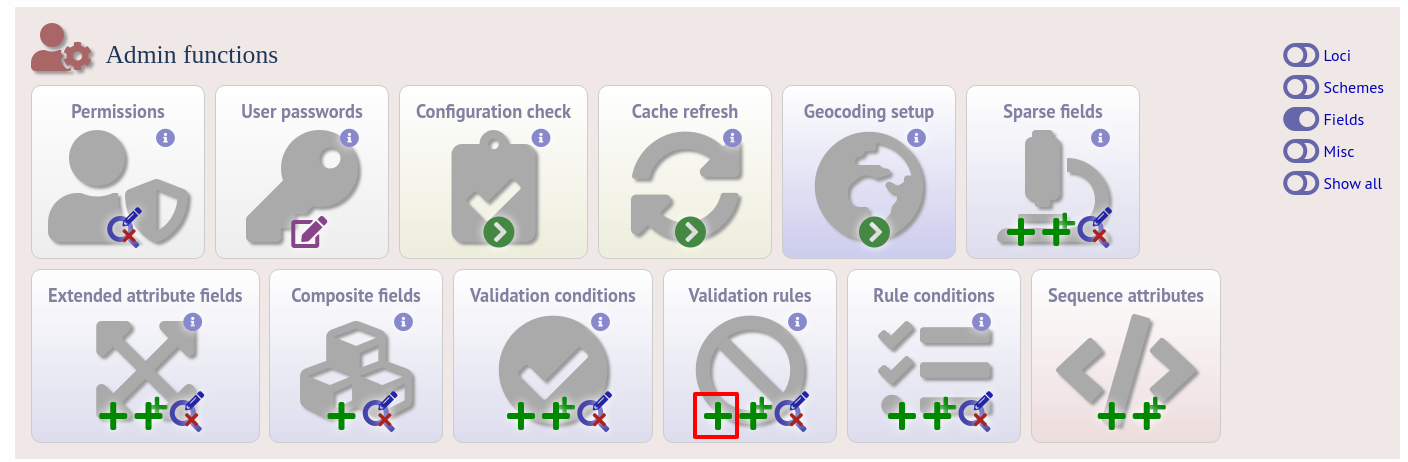 Admin functions
Loci
Schemes
Fields
Misc
Show all
Permissions
User passwords
Configuration check
Cache refresh
Geocoding setup
Sparse fields
Extended attribute fields
Composite fields
Validation conditions
Validation rules
Rule conditions
Sequence attributes